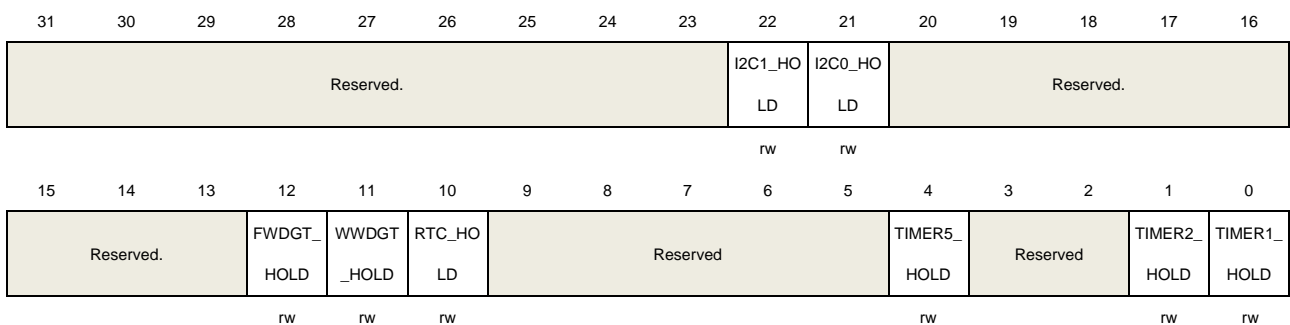 31 30 29 28 27 26 25 24 23 22 21 20 19 18 17 16
Reserved. I2C1_HO I2C0_HO Reserved.
LD LD
rw rw
15 14 13 12 11 10 9 8 7 6 5 4 3 2 1 0
Reserved. FWDGT_ WWDGT RTC_HO Reserved TIMER5_ Reserved TIMER2_ TIMER1_
HOLD _HOLD LD HOLD HOLD HOLD
rw rw rw rw rw rw